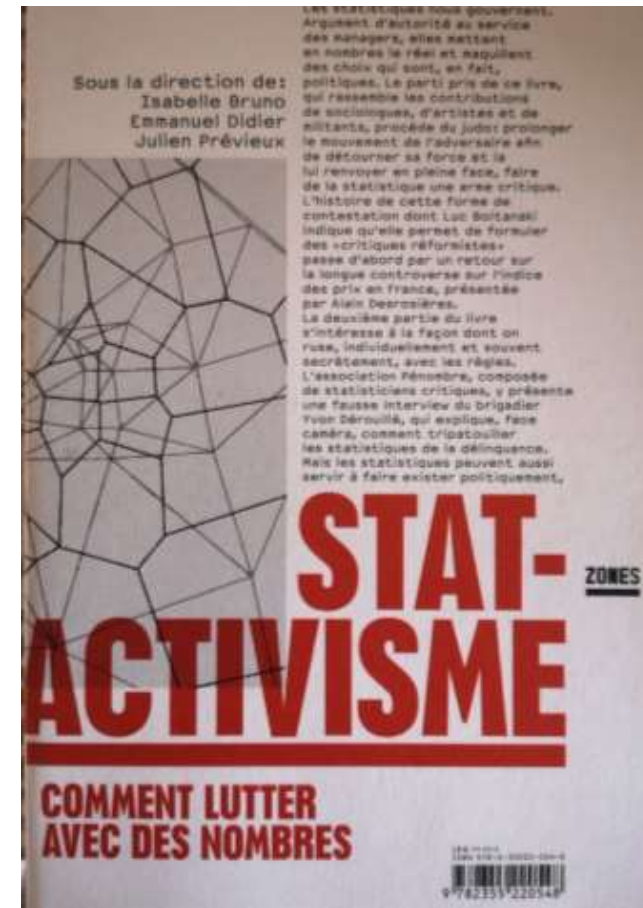 Les statistiques nous gouvernent.
Argument d'autorité au service
des managers, elles mettent
en nombres le réel et maquillent
des choix qui sont, en fait,
politiques. Le parti pris de ce livre,
qui rassemble les contributions
de sociologues, d'artistes et de
militants, procède du judo: prolonger
le mouvement de l'adversaire afin
de détourner sa force et la
lui renvoyer en pleine face, faire
de la statistique une arme critique.
L'histoire de cette forme de
contestation dont Luc Boltanski
indique qu'elle permet de formuler
des «critiques réformistes»
passe d'abord par un retour sur
la longue controverse sur l'indice
des prix en France, présentée
par Alain Desrosières.
La deuxième partie du livre
s'intéresse à la façon dont on
ruse, individuellement et souvent
secrètement, avec les règles.
L'association Pénombre, composée
de statisticiens critiques, y présente
une fausse interview du brigadier
Yvon Dérouillé, qui explique, face
caméra, comment tripatouiller
les statistiques de la délinquance.
Mais les statistiques peuvent aussi
servir à faire exister politiquement,
Sous la direction de:
Isabelle Bruno
Emmanuel Didier
Julien Prévieux
STAT-
ACTIVISME
ZONES
COMMENT LUTTER
AVEC DES NOMBRES
9 782355 220548